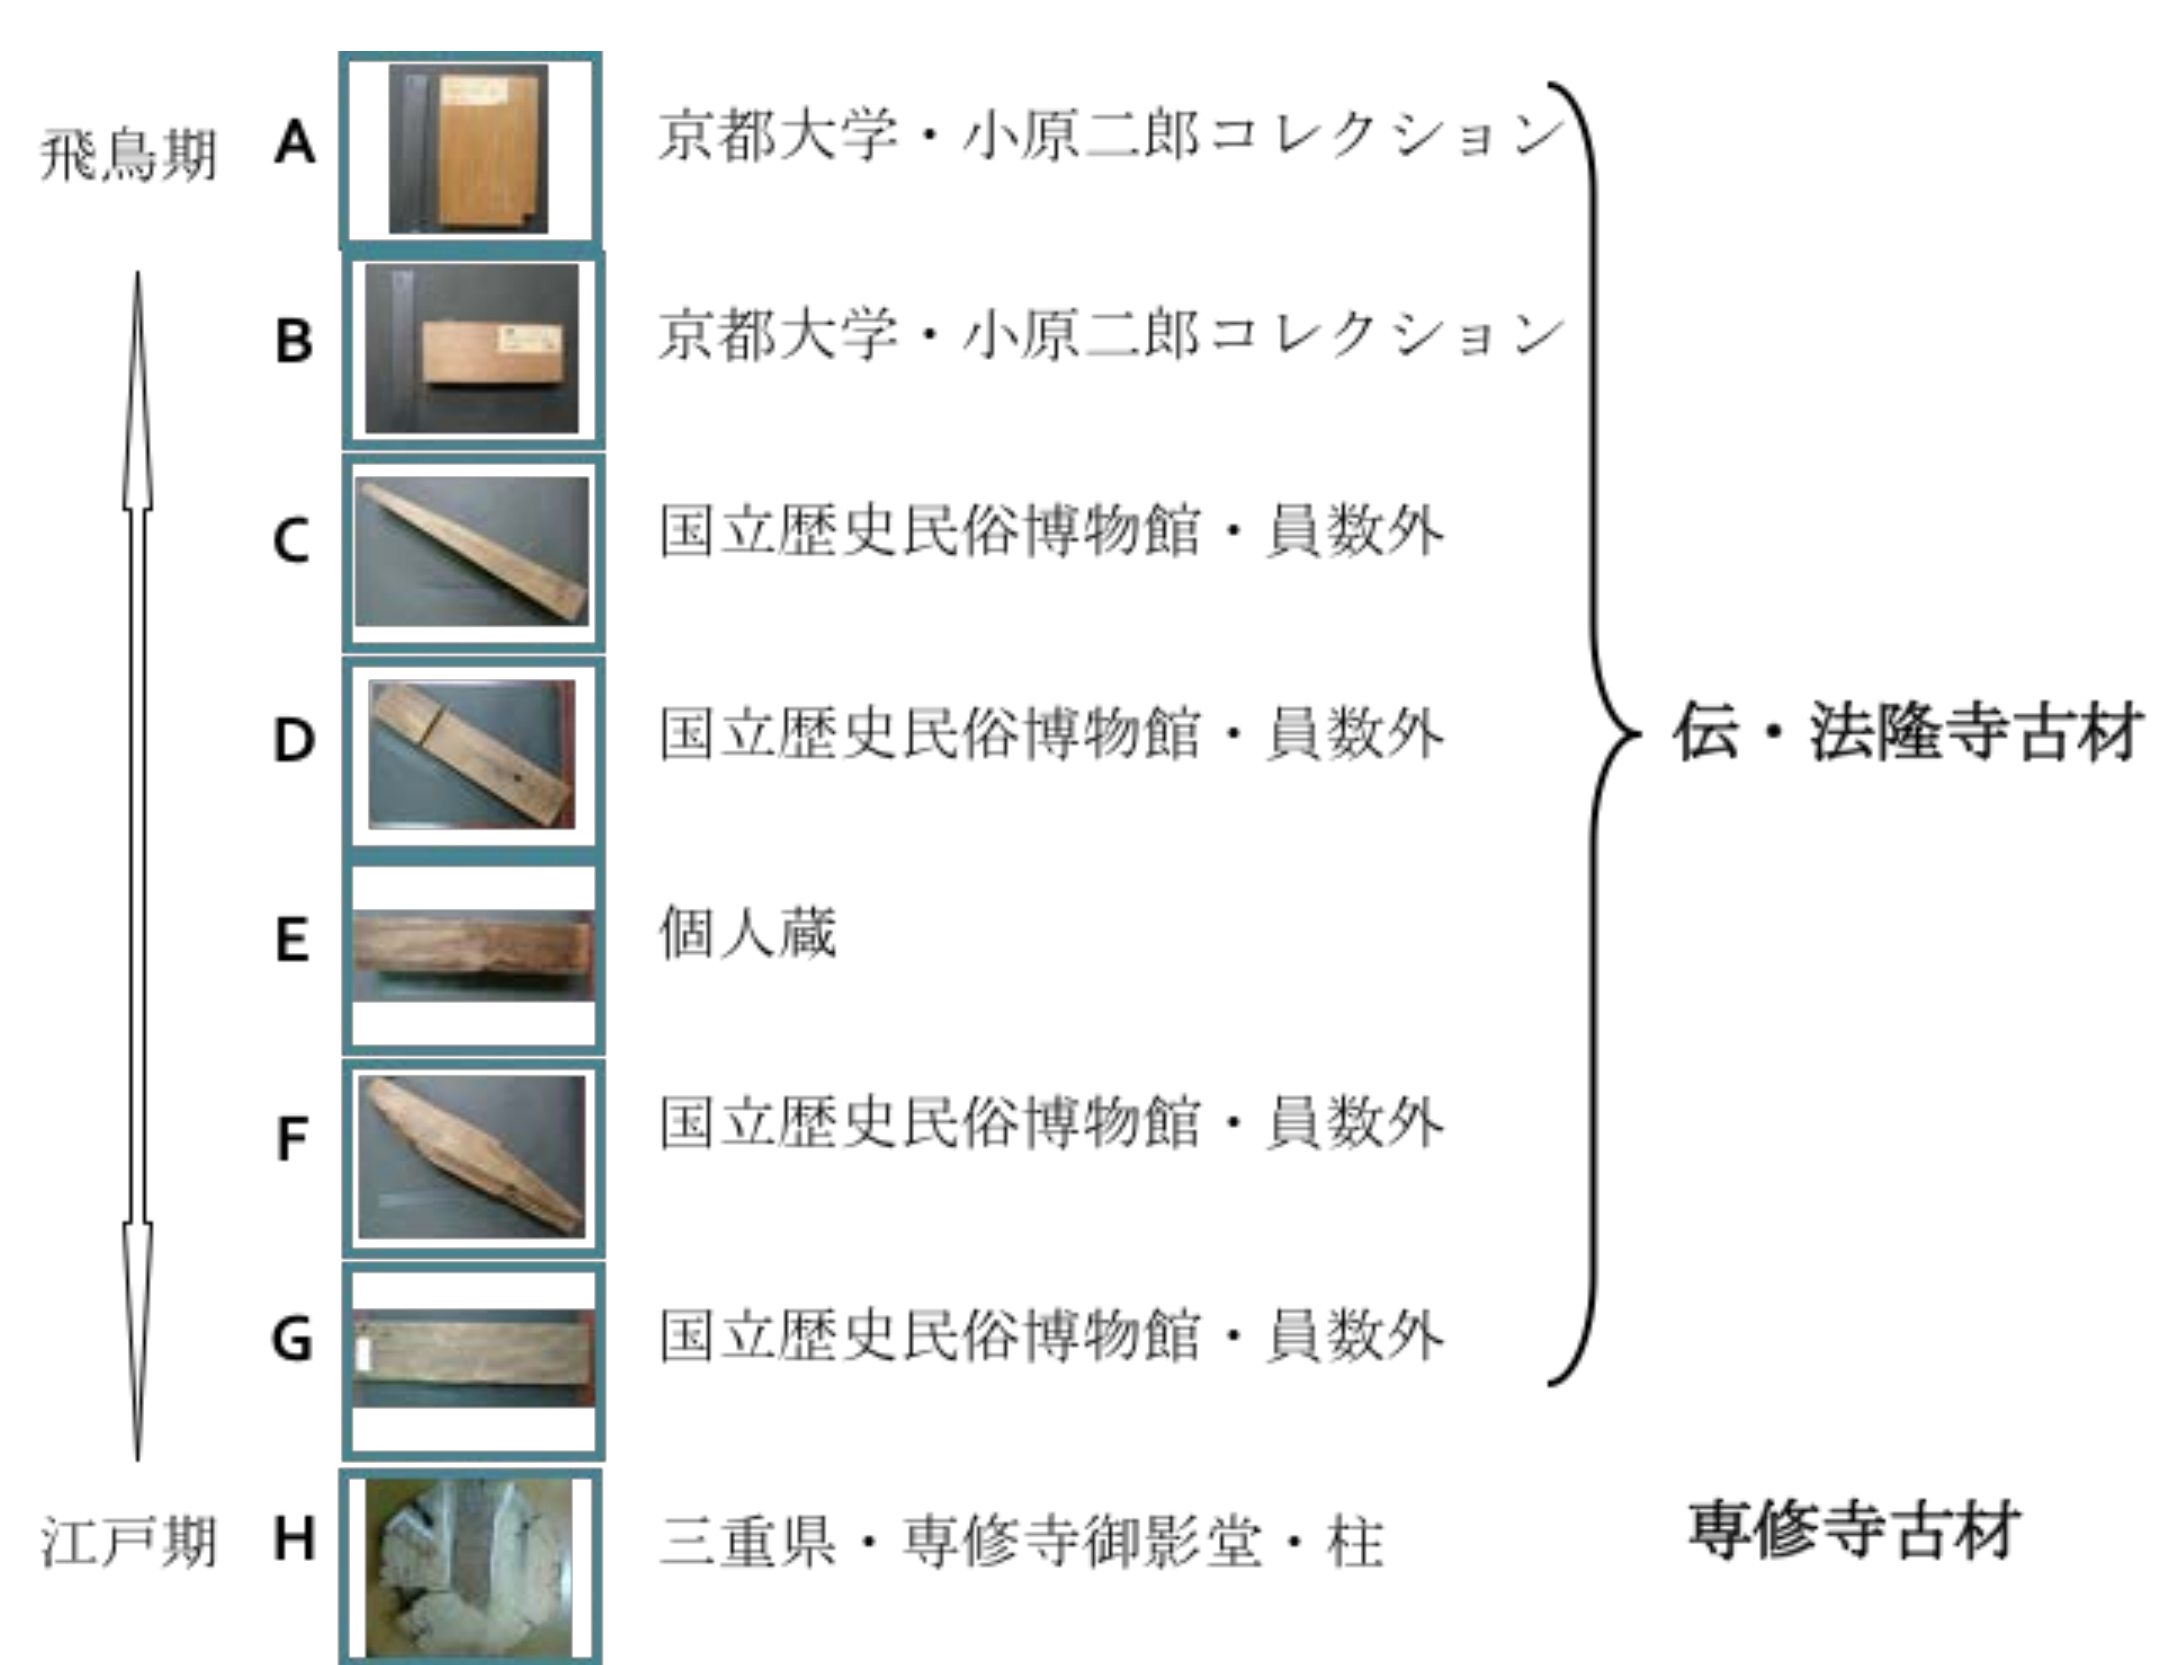 飛鳥期
A 京都大学・小原二郎コレクション
B 京都大学・小原二郎コレクション
C 国立歴史民俗博物館・員数外
D 国立歴史民俗博物館・員数外
伝・法隆寺古材
E 個人蔵
F 国立歴史民俗博物館・員数外
G 国立歴史民俗博物館・員数外
江戸期
H 三重県・専修寺御影堂・柱
専修寺古材